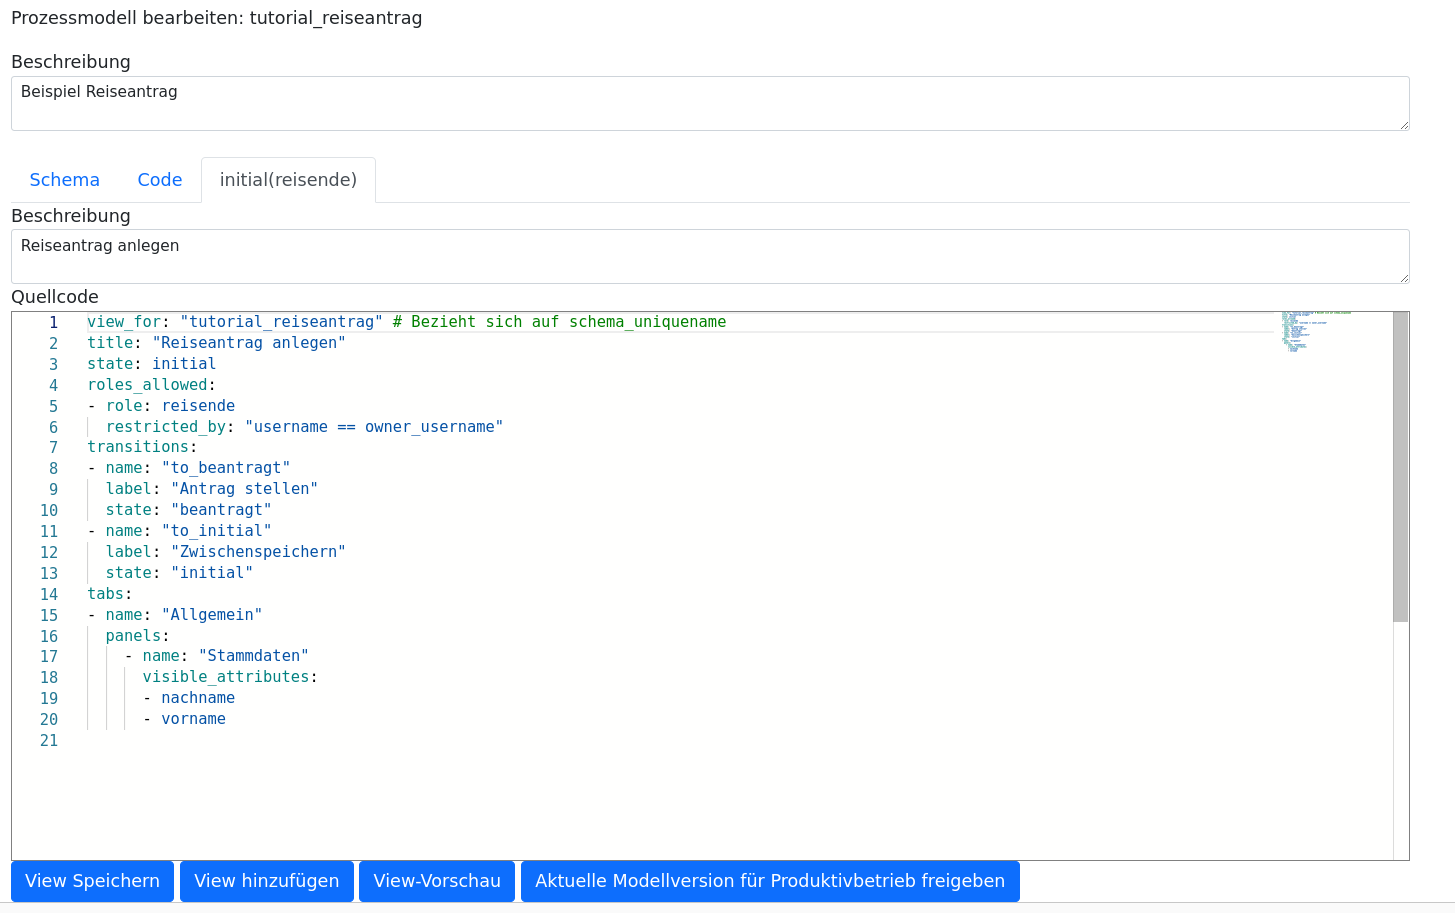 Prozessmodell bearbeiten: tutorial_reiseantrag
Beschreibung
Beispiel Reiseantrag
Schema Code initial(reisende)
Beschreibung
Reiseantrag anlegen
Quellcode
1 view_for: "tutorial_reiseantrag" # Bezieht sich auf schema_uniquename
2 title: "Reiseantrag anlegen"
3 state: initial
4 roles_allowed:
5 - role: reisende
6   restricted_by: "username == owner_username"
7 transitions:
8 - name: "to_beantragt"
9   label: "Antrag stellen"
10   state: "beantragt"
11 - name: "to_initial"
12   label: "Zwischenspeichern"
13   state: "initial"
14 tabs:
15 - name: "Allgemein"
16   panels:
17     - name: "Stammdaten"
18       visible_attributes:
19       - nachname
20       - vorname
21
View Speichern View hinzufügen View-Vorschau Aktuelle Modellversion für Produktivbetrieb freigeben